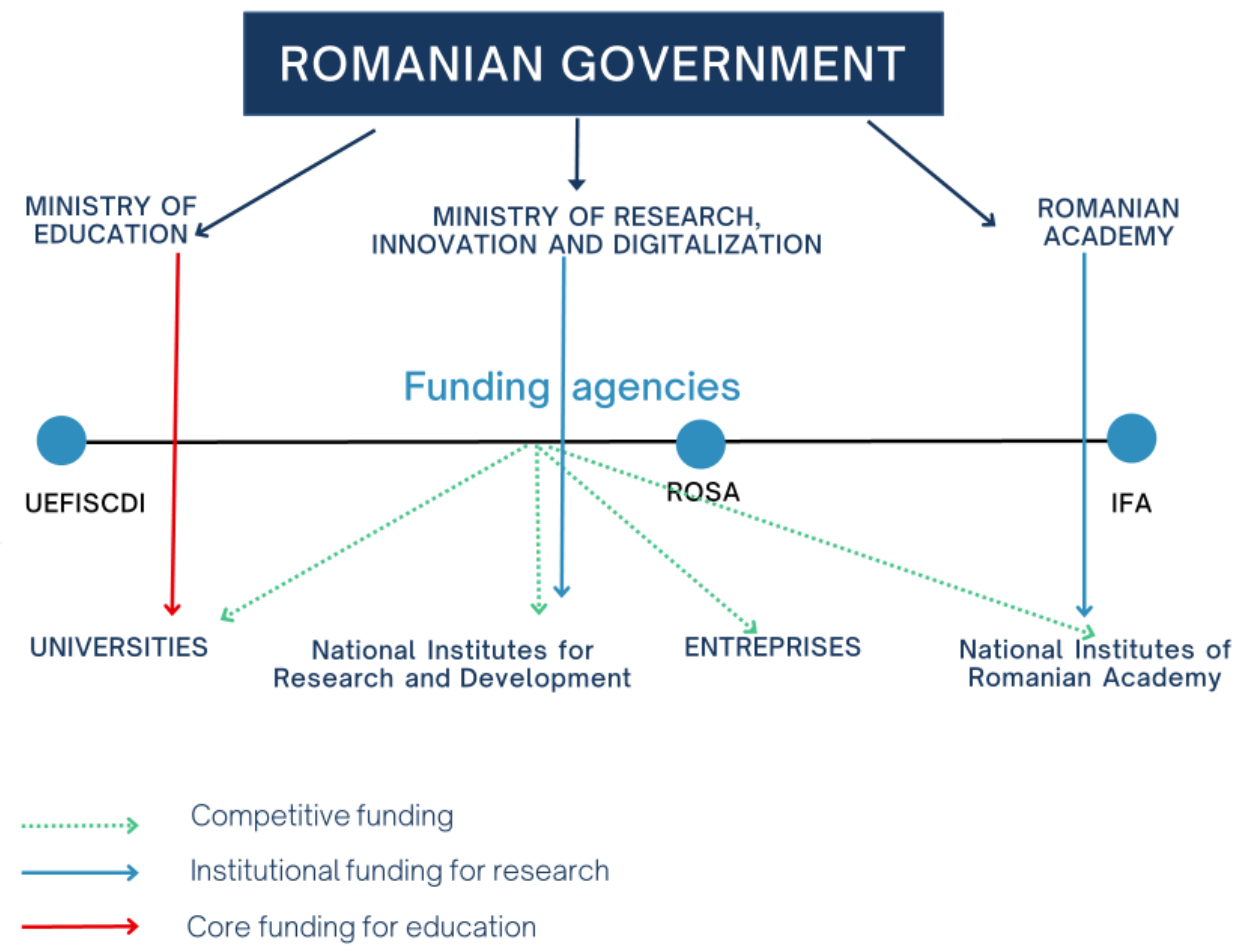 ROMANIAN GOVERNMENT
MINISTRY OF
EDUCATION
MINISTRY OF RESEARCH,
INNOVATION AND DIGITALIZATION
ROMANIAN
ACADEMY
Funding agencies
UEFISCDI
ROSA
IFA
UNIVERSITIES
National Institutes for
Research and Development
ENTREPRISES
National Institutes of
Romanian Academy
Competitive funding
Institutional funding for research
Core funding for education